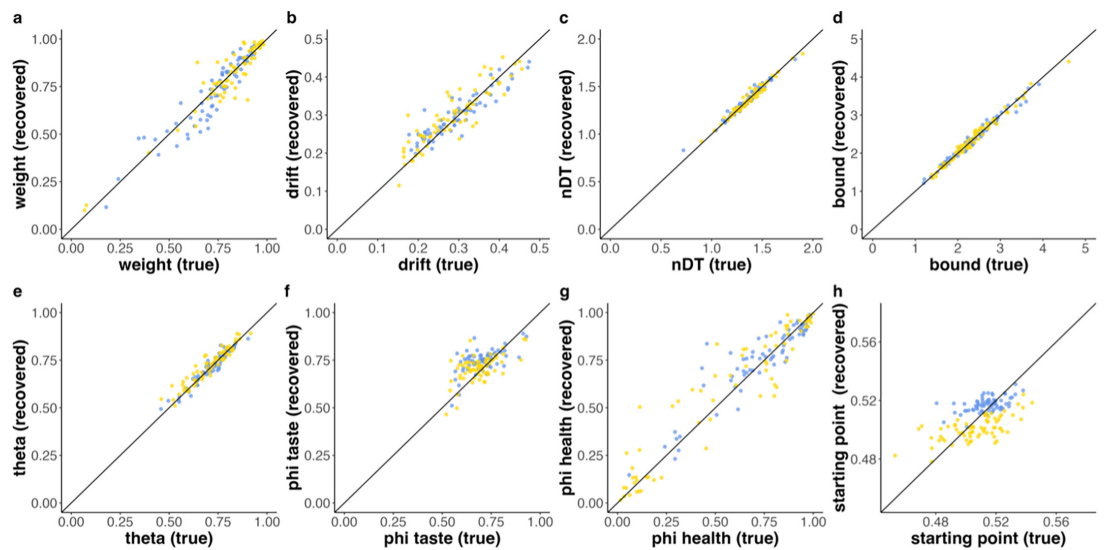 a
weight (recovered)
1.00
0.75
0.50
0.25
0.00
0.00 0.25 0.50 0.75 1.00
weight (true)
b
drift (recovered)
0.5
0.4
0.3
0.2
0.1
0.0
0.0 0.1 0.2 0.3 0.4 0.5
drift (true)
c
nDT (recovered)
2.0
1.5
1.0
0.5
0.0
0.0 0.5 1.0 1.5 2.0
nDT (true)
d
bound (recovered)
5
4
3
2
1
0
0 1 2 3 4 5
bound (true)
e
theta (recovered)
1.00
0.75
0.50
0.25
0.00
0.00 0.25 0.50 0.75 1.00
theta (true)
f
phi taste (recovered)
1.00
0.75
0.50
0.25
0.00
0.00 0.25 0.50 0.75 1.00
phi taste (true)
g
phi health (recovered)
1.00
0.75
0.50
0.25
0.00
0.00 0.25 0.50 0.75 1.00
phi health (true)
h
starting point (recovered)
0.56
0.52
0.48
0.48 0.52 0.56
starting point (true)